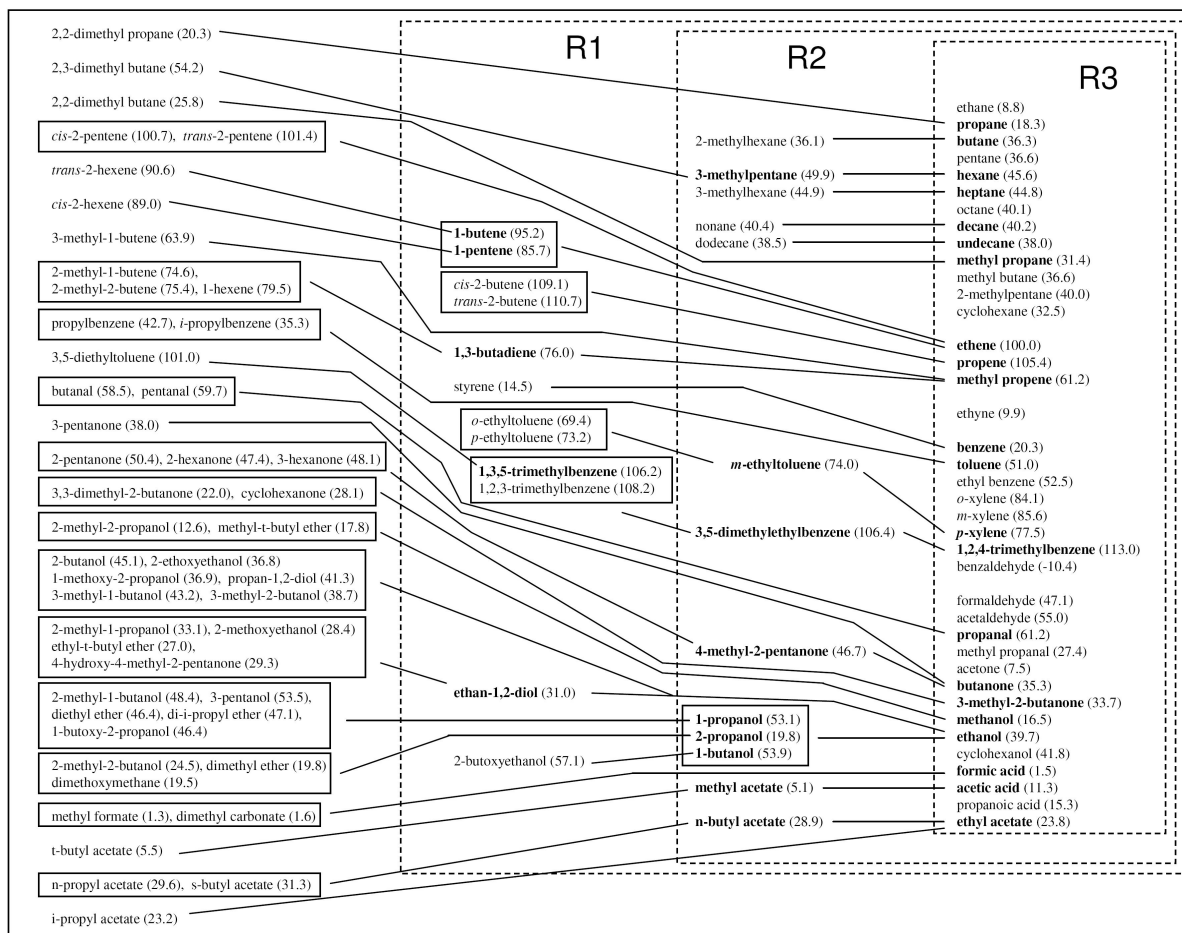 R1
R2
R3
2,2-dimethyl propane (20.3)
2,3-dimethyl butane (54.2)
2,2-dimethyl butane (25.8)
cis-2-pentene (100.7), trans-2-pentene (101.4)
trans-2-hexene (90.6)
cis-2-hexene (89.0)
3-methyl-1-butene (63.9)
2-methyl-1-butene (74.6),
2-methyl-2-butene (75.4), 1-hexene (79.5)
propylbenzene (42.7), i-propylbenzene (35.3)
3,5-diethyltoluene (101.0)
butanal (58.5), pentanal (59.7)
3-pentanone (38.0)
2-pentanone (50.4), 2-hexanone (47.4), 3-hexanone (48.1)
3,3-dimethyl-2-butanone (22.0), cyclohexanone (28.1)
2-methyl-2-propanol (12.6), methyl-t-butyl ether (17.8)
2-butanol (45.1), 2-ethoxyethanol (36.8)
1-methoxy-2-propanol (36.9), propan-1,2-diol (41.3)
3-methyl-1-butanol (43.2), 3-methyl-2-butanol (38.7)
2-methyl-1-propanol (33.1), 2-methoxyethanol (28.4)
ethyl-t-butyl ether (27.0),
4-hydroxy-4-methyl-2-pentanone (29.3)
2-methyl-1-butanol (48.4), 3-pentanol (53.5),
diethyl ether (46.4), di-i-propyl ether (47.1),
1-butoxy-2-propanol (46.4)
2-methyl-2-butanol (24.5), dimethyl ether (19.8)
dimethoxymethane (19.5)
methyl formate (1.3), dimethyl carbonate (1.6)
t-butyl acetate (5.5)
n-propyl acetate (29.6), s-butyl acetate (31.3)
i-propyl acetate (23.2)
1-butene (95.2)
1-pentene (85.7)
cis-2-butene (109.1)
trans-2-butene (110.7)
1,3-butadiene (76.0)
styrene (14.5)
o-ethyltoluene (69.4)
p-ethyltoluene (73.2)
1,3,5-trimethylbenzene (106.2)
1,2,3-trimethylbenzene (108.2)
ethan-1,2-diol (31.0)
2-butoxyethanol (57.1)
2-methylhexane (36.1)
3-methylpentane (49.9)
3-methylhexane (44.9)
nonane (40.4)
dodecane (38.5)
m-ethyltoluene (74.0)
3,5-dimethylethylbenzene (106.4)
4-methyl-2-pentanone (46.7)
1-propanol (53.1)
2-propanol (19.8)
1-butanol (53.9)
methyl acetate (5.1)
n-butyl acetate (28.9)
ethane (8.8)
propane (18.3)
butane (36.3)
pentane (36.6)
hexane (45.6)
heptane (44.8)
octane (40.1)
decane (40.2)
undecane (38.0)
methyl propane (31.4)
methyl butane (36.6)
2-methylpentane (40.0)
cyclohexane (32.5)
ethene (100.0)
propene (105.4)
methyl propene (61.2)
ethyne (9.9)
benzene (20.3)
toluene (51.0)
ethyl benzene (52.5)
o-xylene (84.1)
m-xylene (85.6)
p-xylene (77.5)
1,2,4-trimethylbenzene (113.0)
benzaldehyde (-10.4)
formaldehyde (47.1)
acetaldehyde (55.0)
propanal (61.2)
methyl propanal (27.4)
acetone (7.5)
butanone (35.3)
3-methyl-2-butanone (33.7)
methanol (16.5)
ethanol (39.7)
cyclohexanol (41.8)
formic acid (1.5)
acetic acid (11.3)
propanoic acid (15.3)
ethyl acetate (23.8)